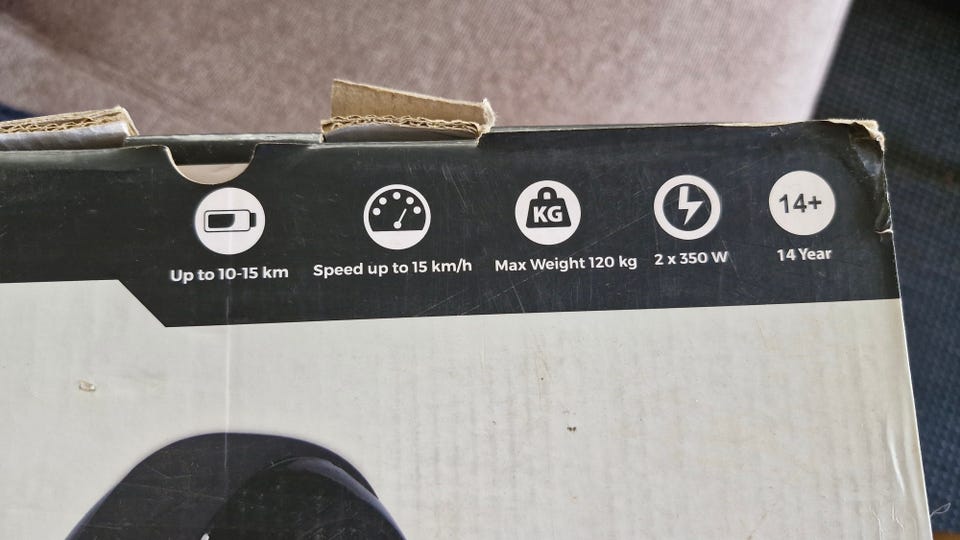 KG
14+
Up to 10-15 km
Speed up to 15 km/h
Max Weight 120 kg
2 x 350 W
14 Year